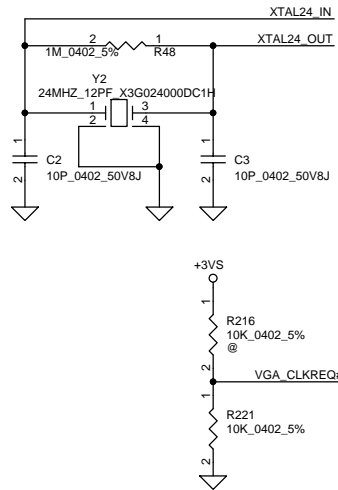 XTAL24_IN
2
1
XTAL24_OUT
1M_0402_5%
R48
Y2
24MHZ_12PF_X3G024000DC1H
1
3
2
4
1
C2
10P_0402_50V8J
2
1
C3
10P_0402_50V8J
2
+3VS
1
R216
10K_0402_5%
@
2
VGA_CLKREQ#
1
R221
10K_0402_5%
2